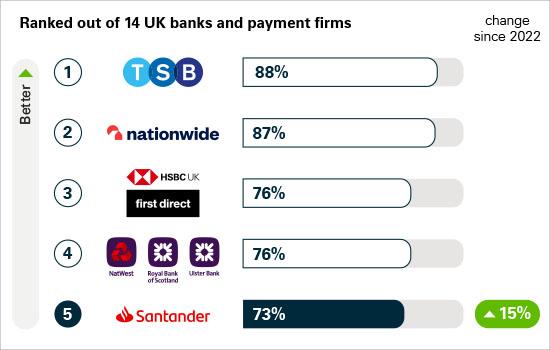 Ranked out of 14 UK banks and payment firms
change
since 2022
Better
1
TSB
88%
2
nationwide
87%
3
HSBC UK
first direct
76%
4
NatWest
Royal Bank
of Scotland
Ulster Bank
76%
5
Santander
73%
15%